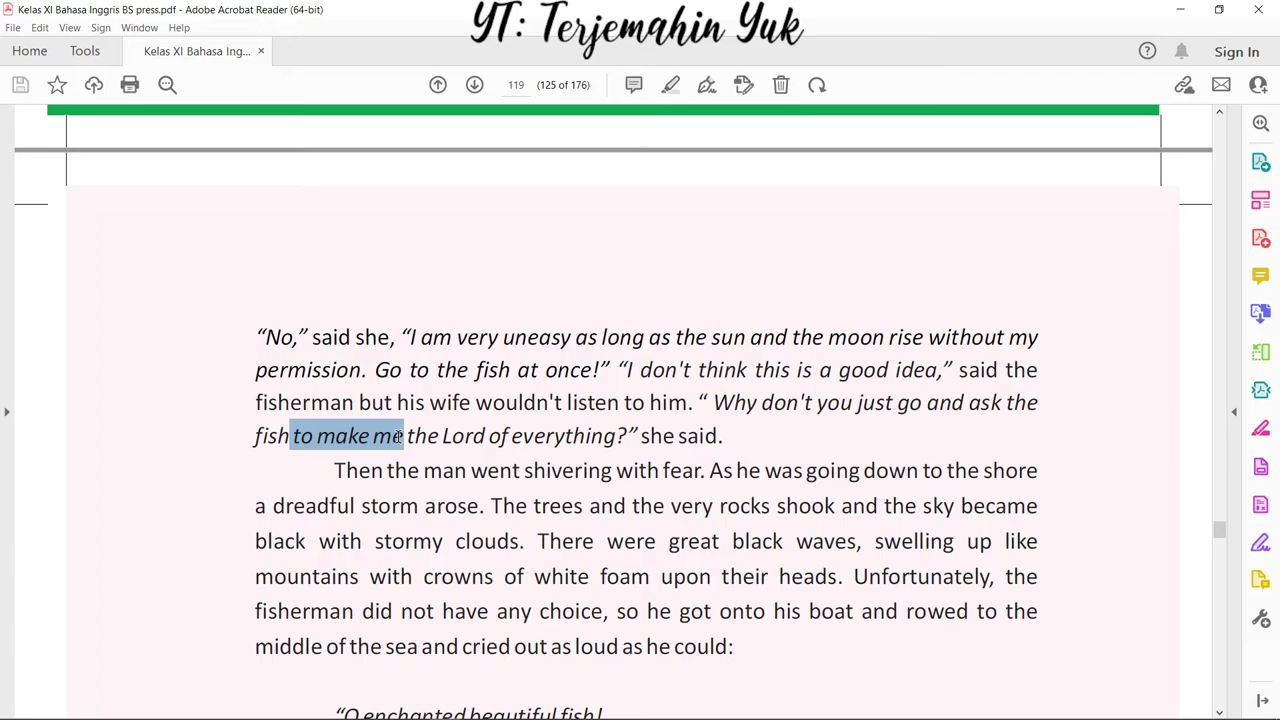 Kelas XI Bahasa Inggris BS press.pdf - Adobe Acrobat Reader (64-bit)
YT: Terjemahin Yuk
File Edit View Sign Window Help
Home Tools Kelas XI Bahasa Ing... × Sign In
119 (125 of 176)
“No,” said she, “I am very uneasy as long as the sun and the moon rise without my
permission. Go to the fish at once!” “I don't think this is a good idea,” said the
fisherman but his wife wouldn't listen to him. “ Why don't you just go and ask the
fish to make me the Lord of everything?” she said.
Then the man went shivering with fear. As he was going down to the shore
a dreadful storm arose. The trees and the very rocks shook and the sky became
black with stormy clouds. There were great black waves, swelling up like
mountains with crowns of white foam upon their heads. Unfortunately, the
fisherman did not have any choice, so he got onto his boat and rowed to the
middle of the sea and cried out as loud as he could:
“O enchanted beautiful fish!